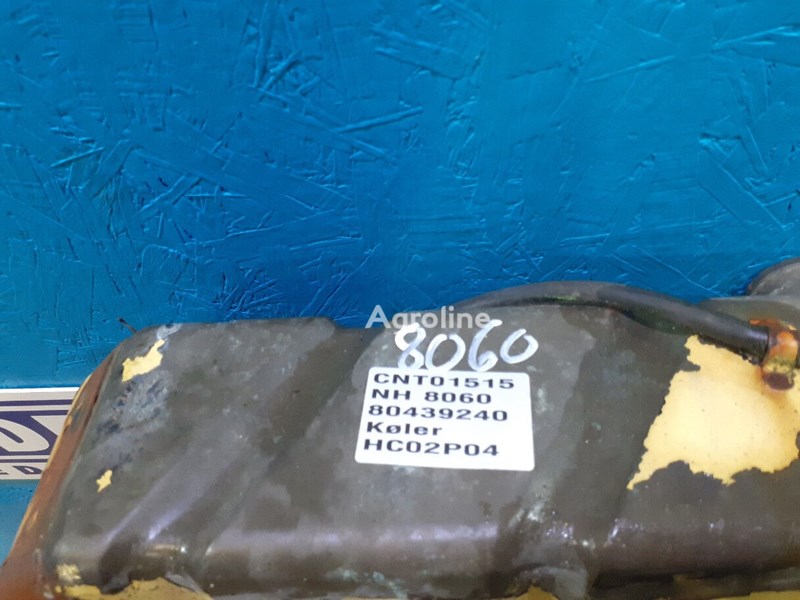 Agroline
8060
CNT01515
NH 8060
80439240
Køler
HC02P04